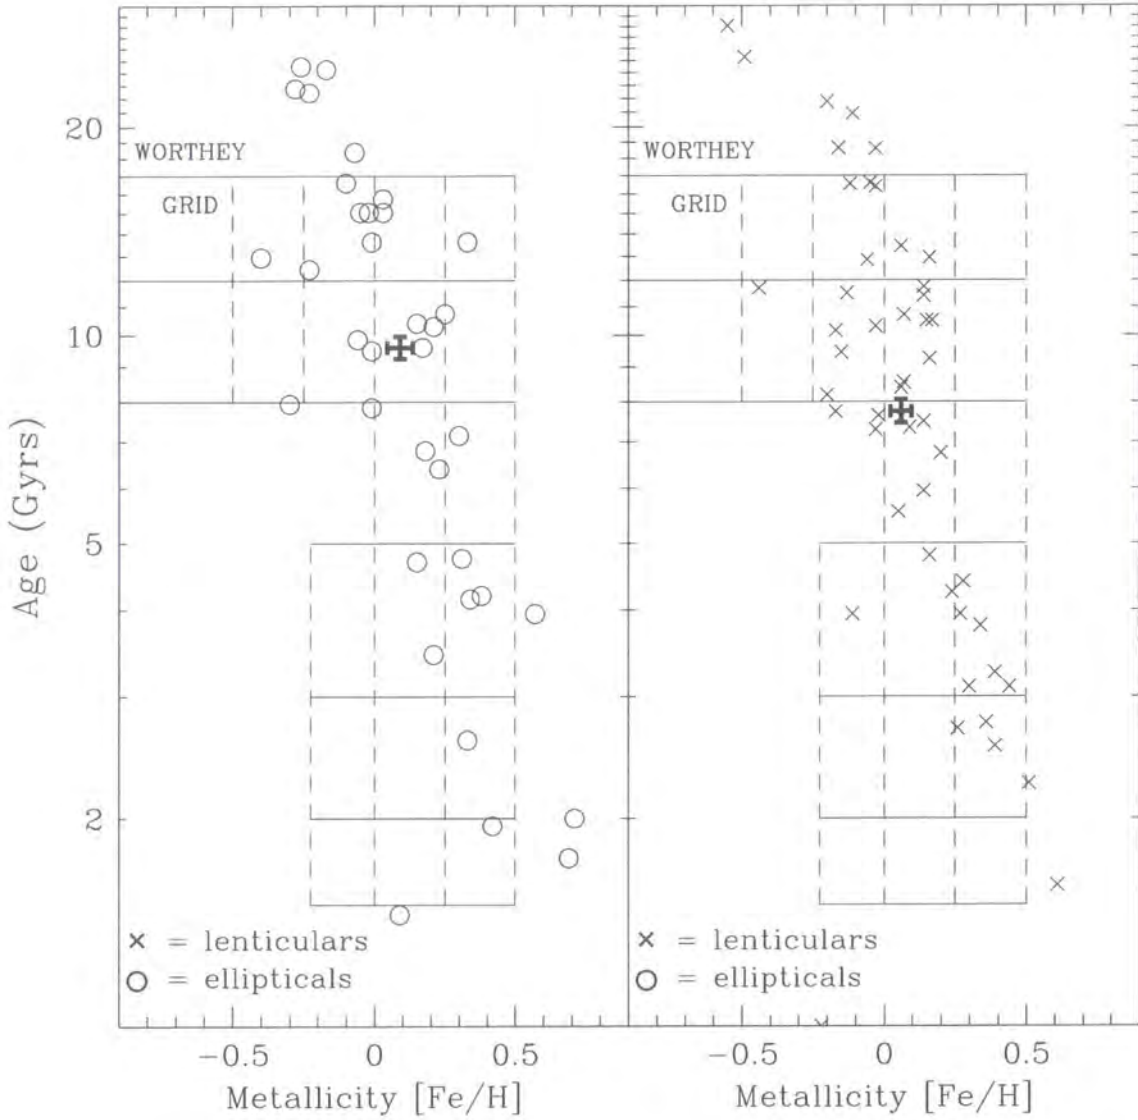 WORTHEY
GRID
20
10
5
2
Age (Gyrs)
× = lenticulars
○ = ellipticals
−0.5 0 0.5
Metallicity [Fe/H]
WORTHEY
GRID
× = lenticulars
○ = ellipticals
−0.5 0 0.5
Metallicity [Fe/H]